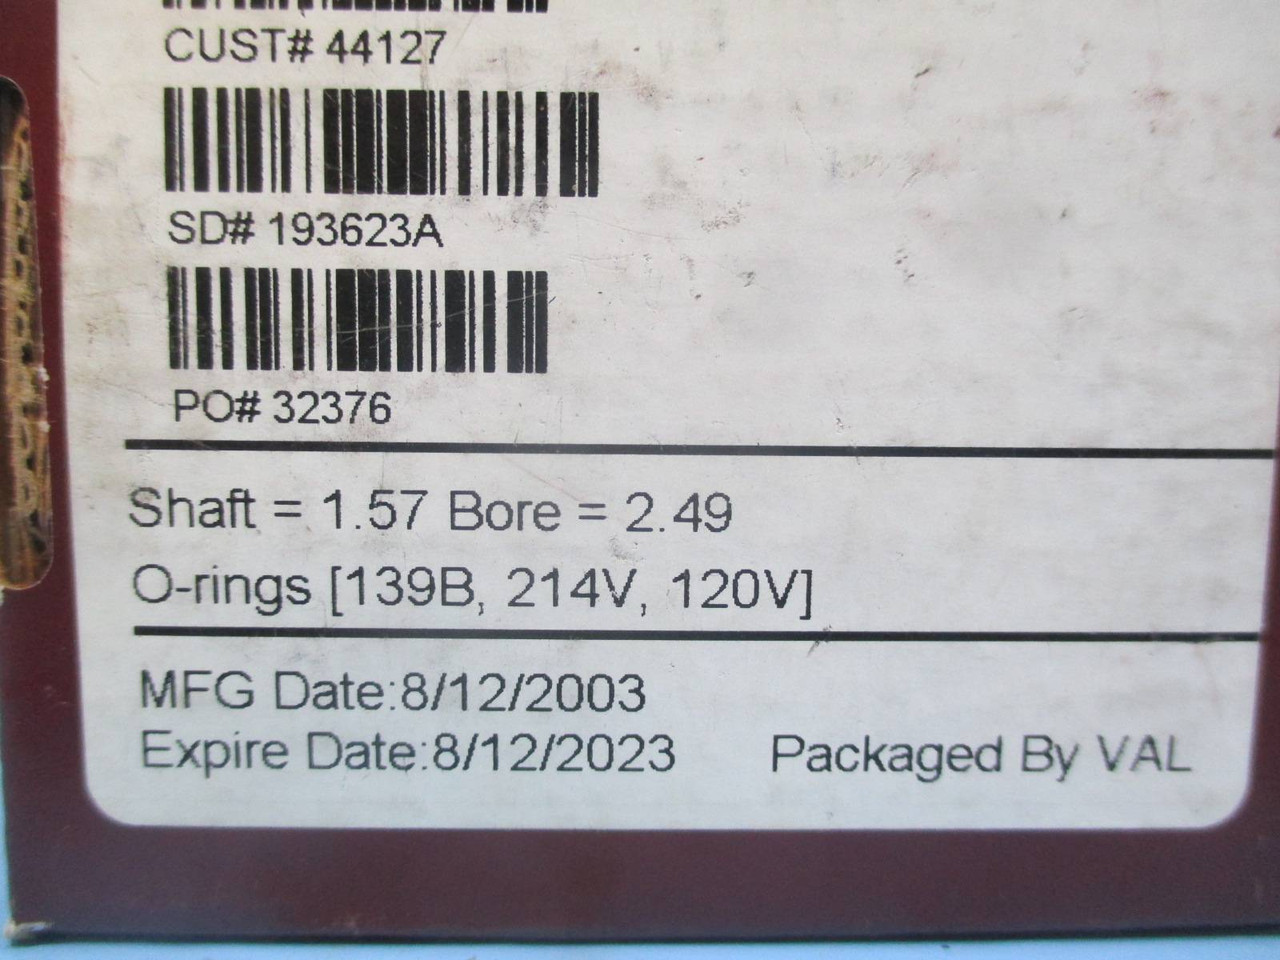 CUST# 44127
SD# 193623A
PO# 32376
Shaft = 1.57 Bore = 2.49
O-rings [139B, 214V, 120V]
MFG Date:8/12/2003
Expire Date:8/12/2023 Packaged By VAL